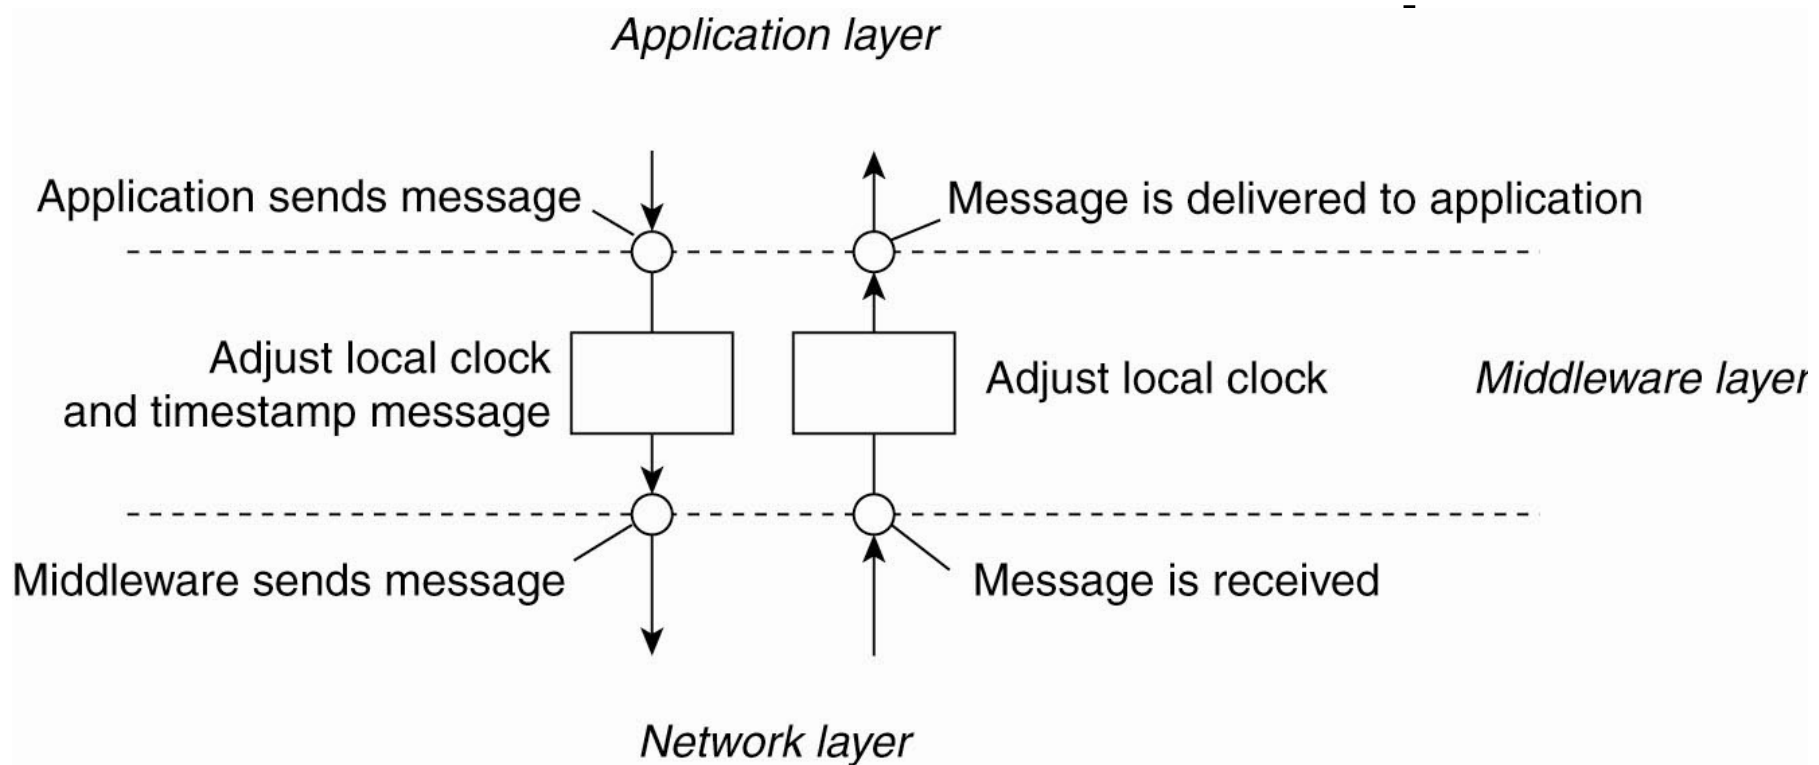 Application layer
Application sends message
Message is delivered to application
Adjust local clock
and timestamp message
Adjust local clock
Middleware layer
Middleware sends message
Message is received
Network layer